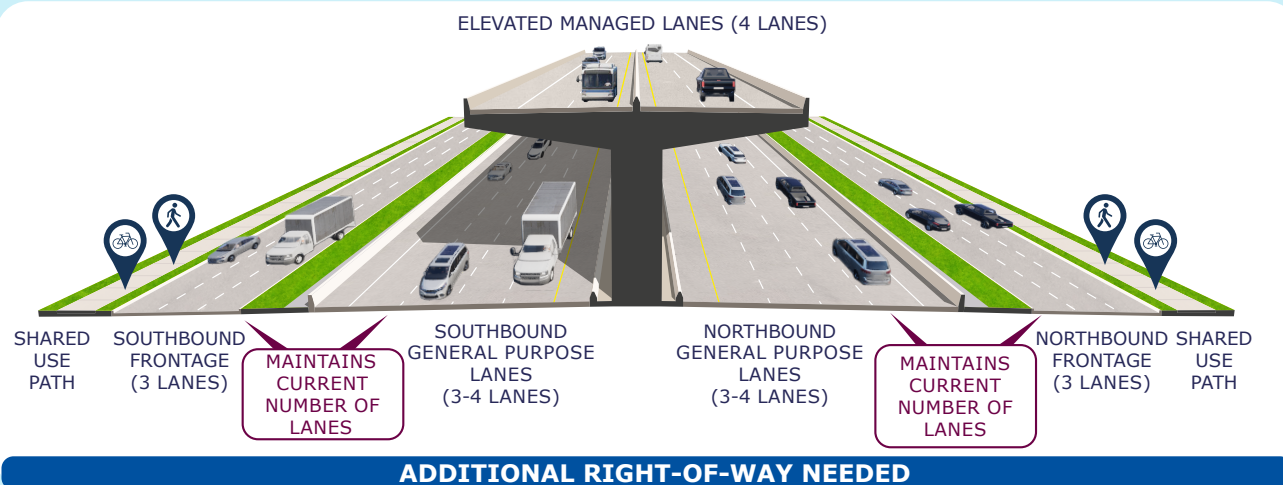 ELEVATED MANAGED LANES (4 LANES)
SHARED
USE
PATH
SOUTHBOUND
FRONTAGE
(3 LANES)
MAINTAINS
CURRENT
NUMBER OF
LANES
SOUTHBOUND
GENERAL PURPOSE
LANES
(3-4 LANES)
NORTHBOUND
GENERAL PURPOSE
LANES
(3-4 LANES)
MAINTAINS
CURRENT
NUMBER OF
LANES
NORTHBOUND
FRONTAGE
(3 LANES)
SHARED
USE
PATH
ADDITIONAL RIGHT-OF-WAY NEEDED